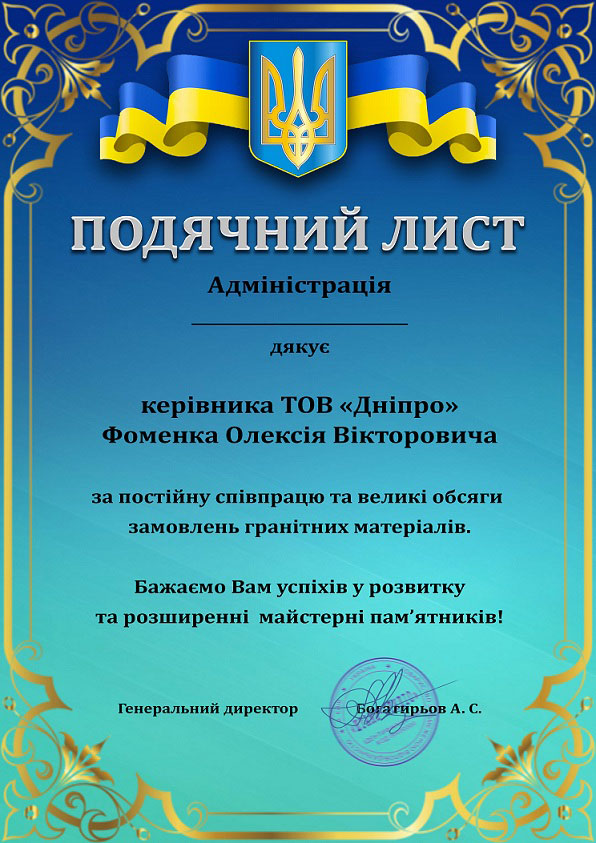 ПОДЯЧНИЙ ЛИСТ
Адміністрація
дякує
керівника ТОВ «Дніпро»
Фоменка Олексія Вікторовича
за постійну співпрацю та великі обсяги
замовлень гранітних матеріалів.
Бажаємо Вам успіхів у розвитку
та розширенні майстерні пам’ятників!
Генеральний директор Богатирьов А. С.